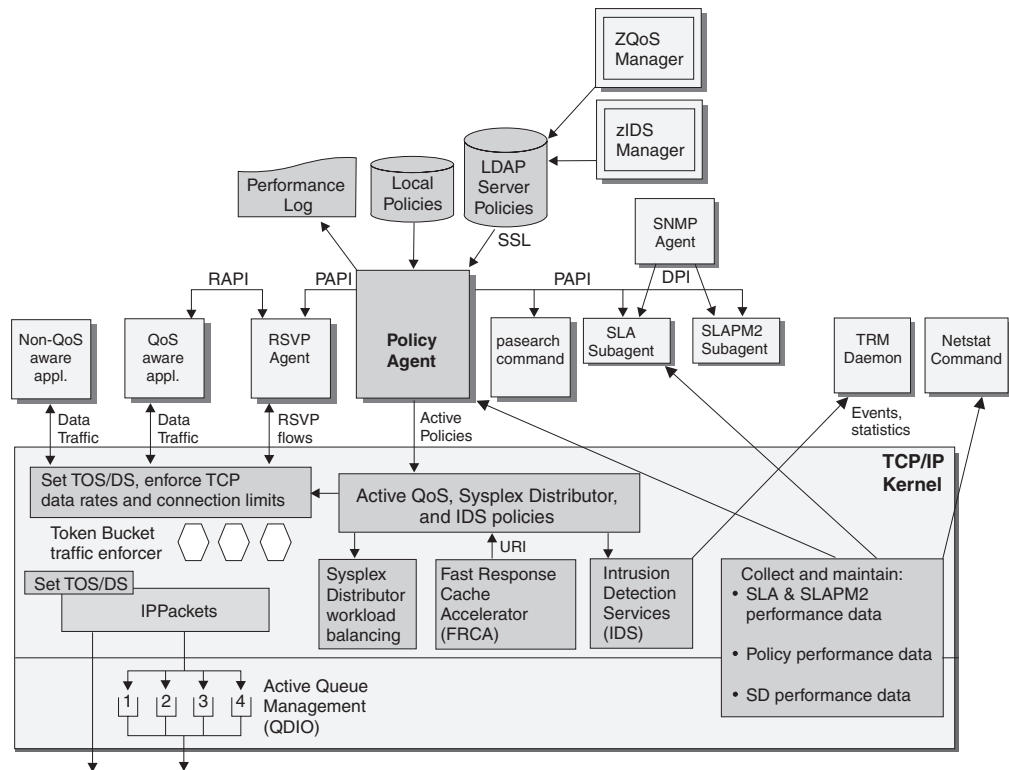 ZQoS
Manager
zIDS
Manager
LDAP
Server
Policies
Local
Policies
Performance
Log
SSL
SNMP
Agent
RAPI
PAPI
PAPI
DPI
Non-QoS
aware
appl.
QoS
aware
appl.
RSVP
Agent
Policy
Agent
pasearch
command
SLA
Subagent
SLAPM2
Subagent
TRM
Daemon
Netstat
Command
Data
Traffic
Data
Traffic
RSVP
flows
Active
Policies
Events,
statistics
TCP/IP
Kernel
Set TOS/DS, enforce TCP
data rates and connection limits
Active QoS, Sysplex Distributor,
and IDS policies
Token Bucket
traffic enforcer
URI
Set TOS/DS
IPPackets
Sysplex
Distributor
workload
balancing
Fast Response
Cache
Accelerator
(FRCA)
Intrusion
Detection
Services
(IDS)
Collect and maintain:
• SLA & SLAPM2
performance data
• Policy performance data
• SD performance data
1 2 3 4
Active Queue
Management
(QDIO)